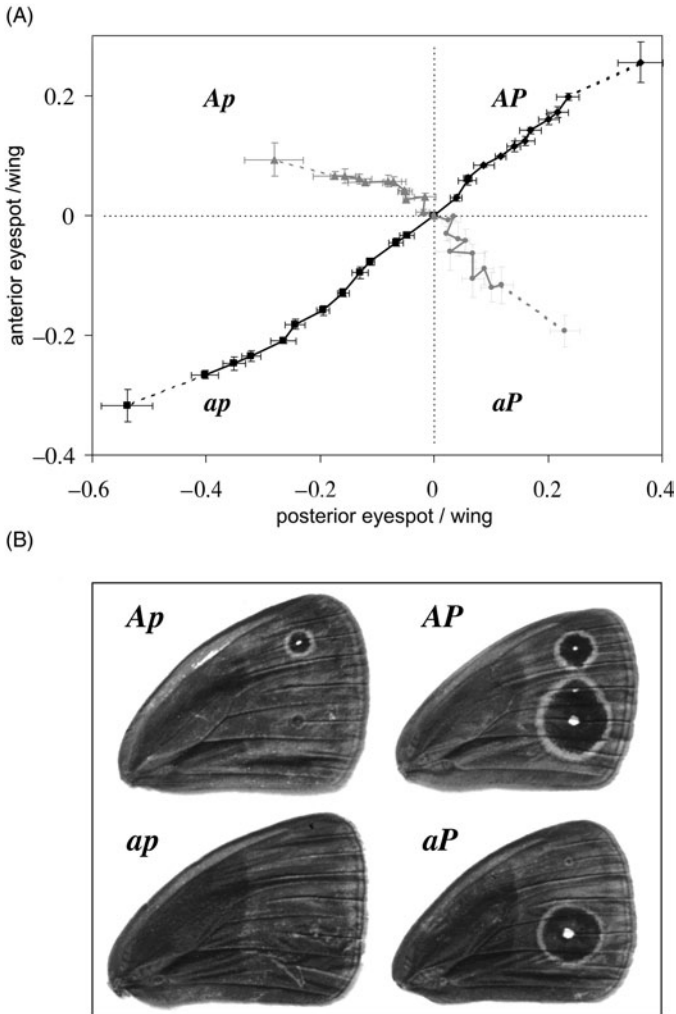 (A)
Ap
AP
0.2
0
−0.2
−0.4
ap
aP
anterior eyespot /wing
−0.6
−0.4
−0.2
0
0.2
0.4
posterior eyespot / wing
(B)
Ap
AP
ap
aP